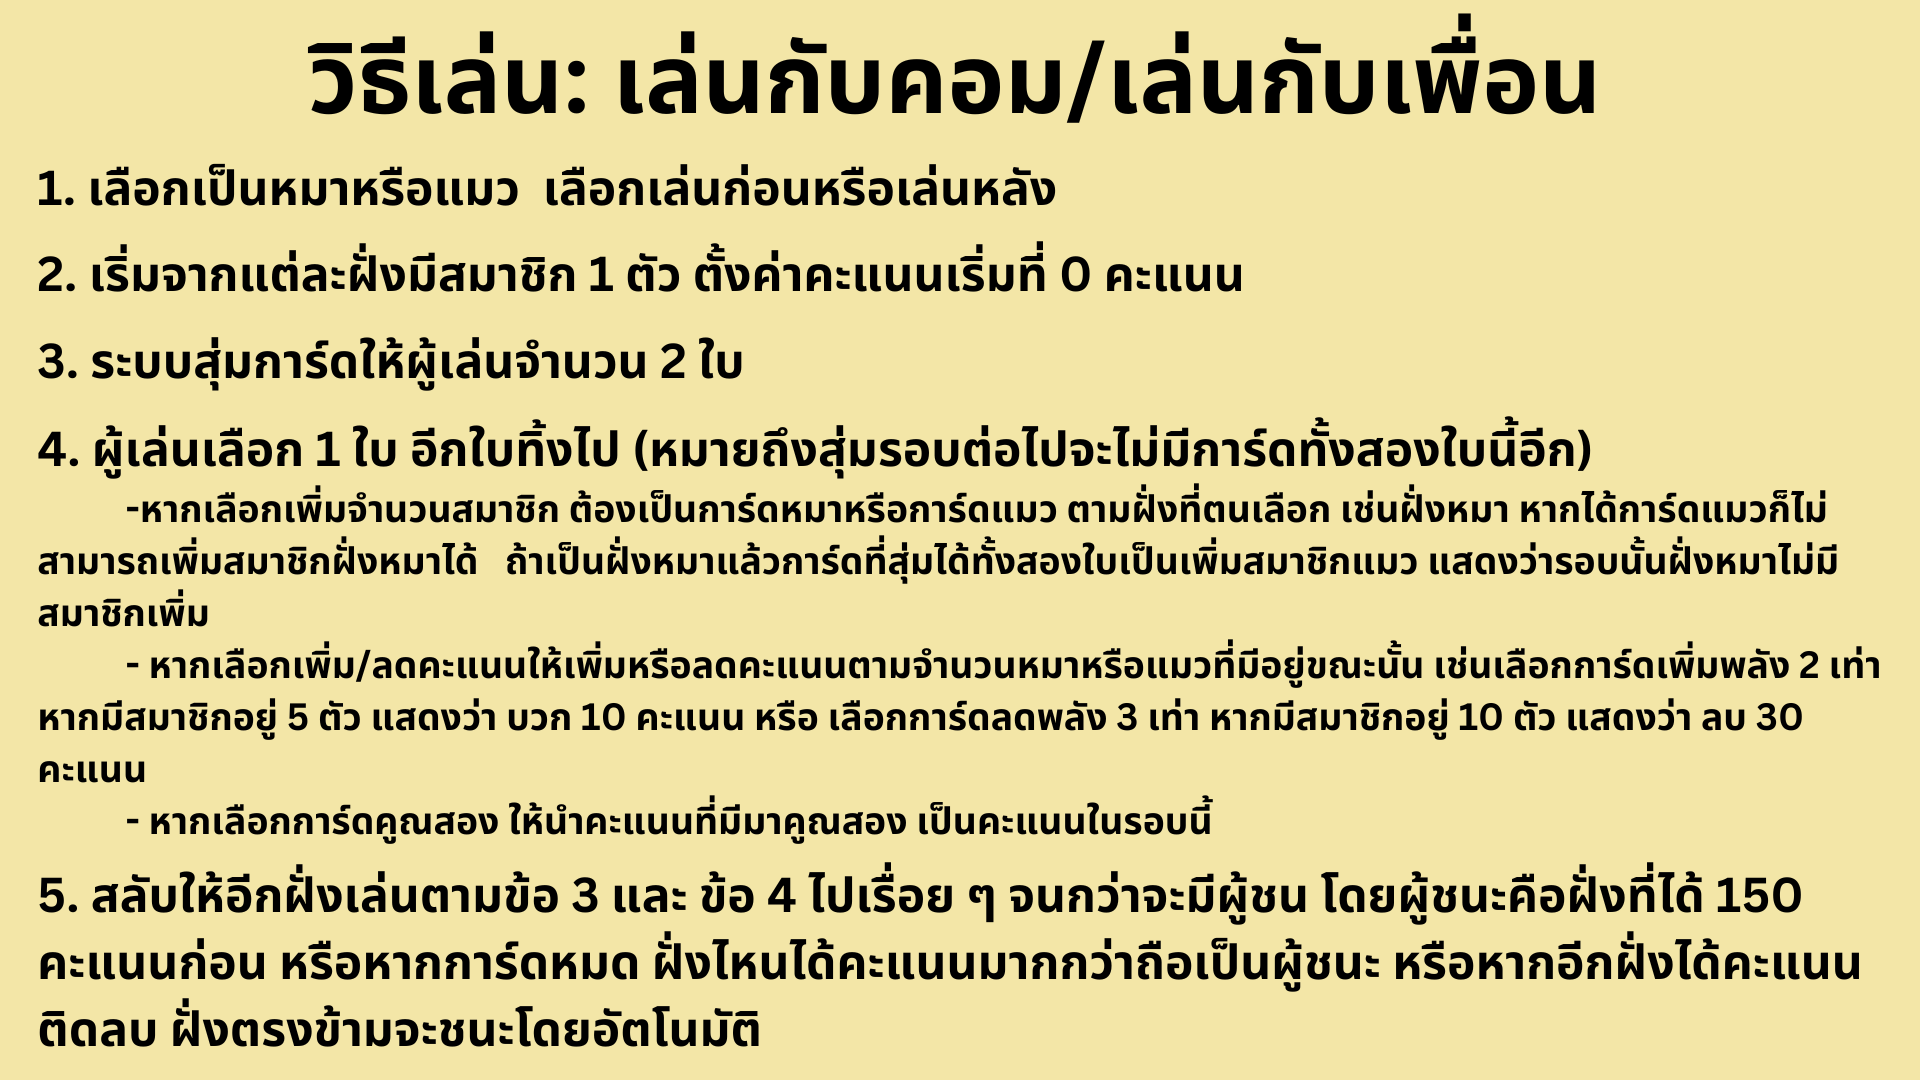 วิธีเล่น: เล่นกับคอม/เล่นกับเพื่อน
1. เลือกเป็นหมาหรือแมว  เลือกเล่นก่อนหรือเล่นหลัง
2. เริ่มจากแต่ละฝั่งมีสมาชิก 1 ตัว ตั้งค่าคะแนนเริ่มที่ 0 คะแนน
3. ระบบสุ่มการ์ดให้ผู้เล่นจำนวน 2 ใบ
4. ผู้เล่นเลือก 1 ใบ อีกใบทิ้งไป (หมายถึงสุ่มรอบต่อไปจะไม่มีการ์ดทั้งสองใบนี้อีก)
-หากเลือกเพิ่มจำนวนสมาชิก ต้องเป็นการ์ดหมาหรือการ์ดแมว ตามฝั่งที่ตนเลือก เช่นฝั่งหมา หากได้การ์ดแมวก็ไม่
สามารถเพิ่มสมาชิกฝั่งหมาได้   ถ้าเป็นฝั่งหมาแล้วการ์ดที่สุ่มได้ทั้งสองใบเป็นเพิ่มสมาชิกแมว แสดงว่ารอบนั้นฝั่งหมาไม่มี
สมาชิกเพิ่ม
- หากเลือกเพิ่ม/ลดคะแนนให้เพิ่มหรือลดคะแนนตามจำนวนหมาหรือแมวที่มีอยู่ขณะนั้น เช่นเลือกการ์ดเพิ่มพลัง 2 เท่า
หากมีสมาชิกอยู่ 5 ตัว แสดงว่า บวก 10 คะแนน หรือ เลือกการ์ดลดพลัง 3 เท่า หากมีสมาชิกอยู่ 10 ตัว แสดงว่า ลบ 30
คะแนน
- หากเลือกการ์ดคูณสอง ให้นำคะแนนที่มีมาคูณสอง เป็นคะแนนในรอบนี้
5. สลับให้อีกฝั่งเล่นตามข้อ 3 และ ข้อ 4 ไปเรื่อย ๆ จนกว่าจะมีผู้ชน โดยผู้ชนะคือฝั่งที่ได้ 150
คะแนนก่อน หรือหากการ์ดหมด ฝั่งไหนได้คะแนนมากกว่าถือเป็นผู้ชนะ หรือหากอีกฝั่งได้คะแนน
ติดลบ ฝั่งตรงข้ามจะชนะโดยอัตโนมัติ